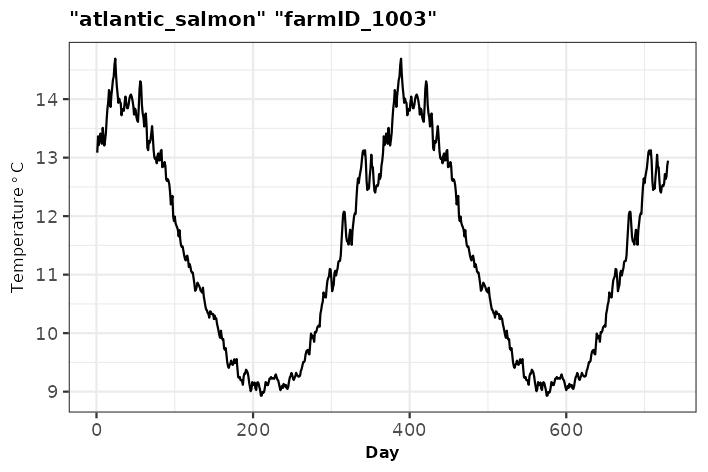 "atlantic_salmon" "farmID_1003"
Temperature ° C
14
13
12
11
10
9
0 200 400 600
Day